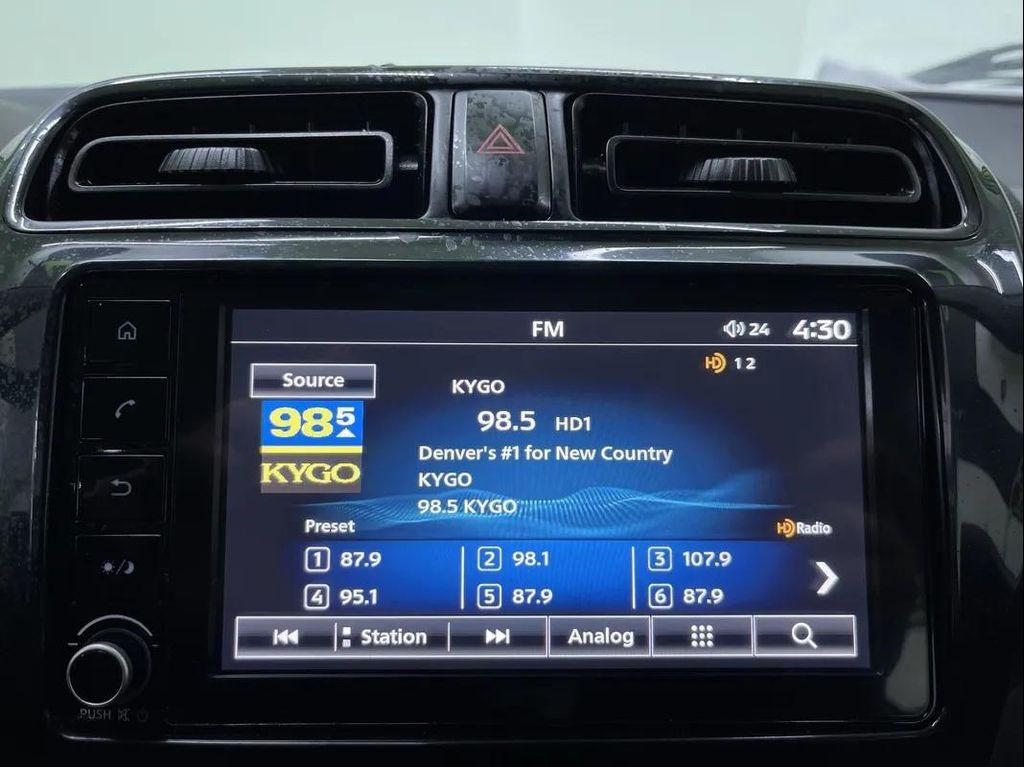 FM 24 4:30
HD 1 2
Source
KYGO
98.5
KYGO
98.5 HD1
Denver's #1 for New Country
KYGO
98.5 KYGO
Preset
HD Radio
1 87.9 2 98.1 3 107.9
4 95.1 5 87.9 6 87.9
Station Analog
PUSH